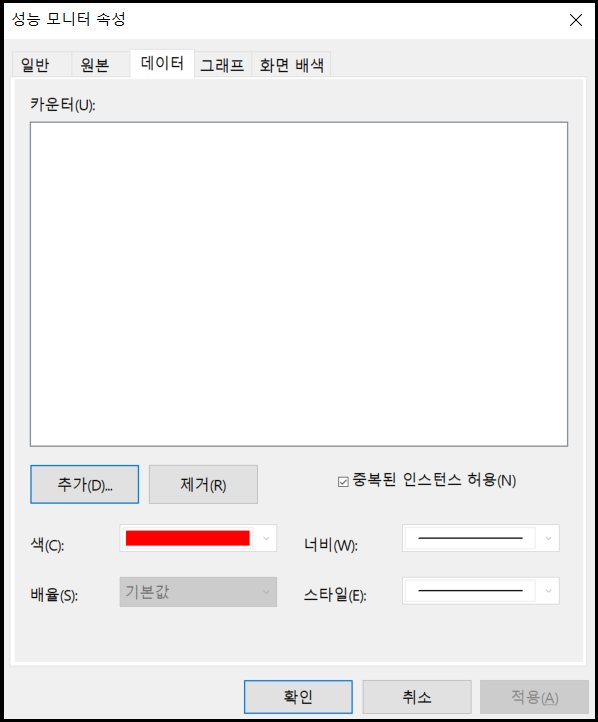 성능 모니터 속성
일반 원본 데이터 그래프 화면 배색
카운터(U):
추가(D)... 제거(R) 중복된 인스턴스 허용(N)
색(C): 너비(W):
배율(S): 기본값 스타일(E):
확인 취소 적용(A)